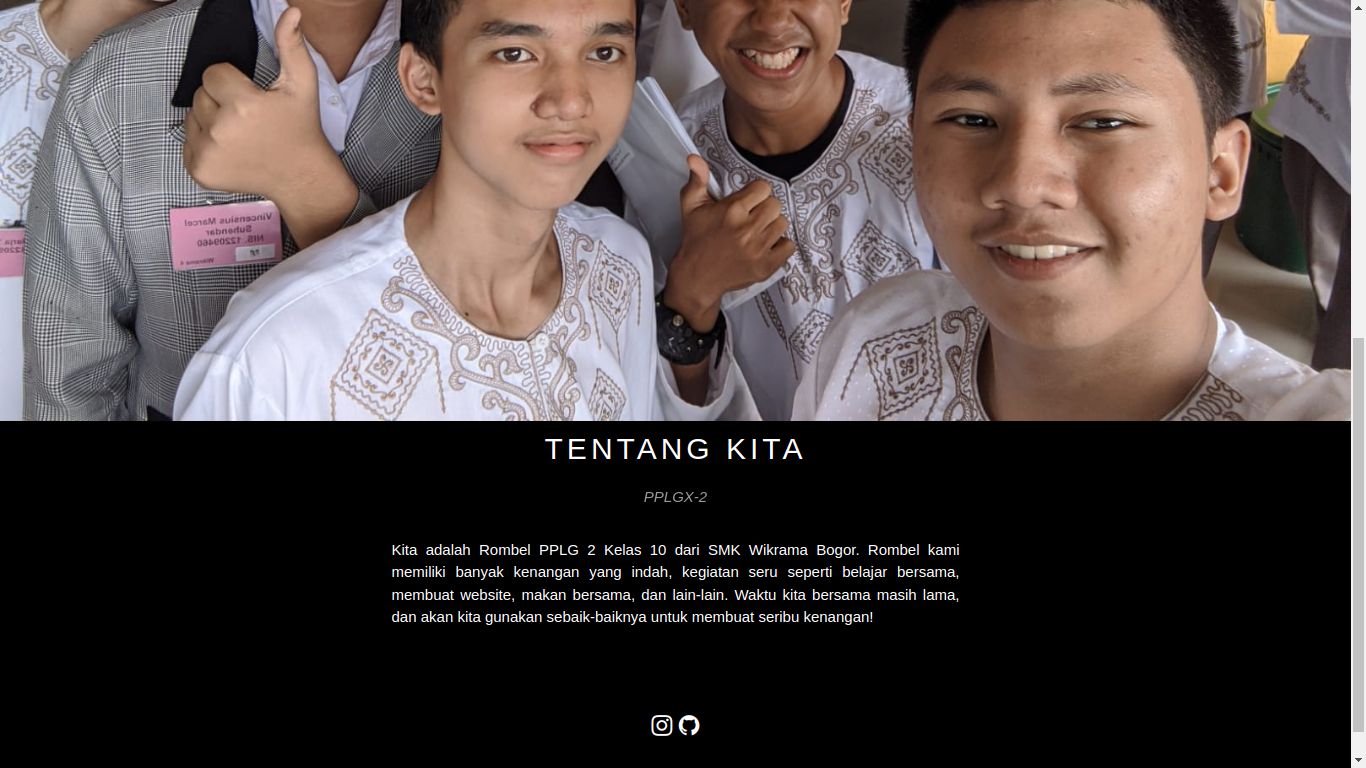 Vincensius Marcel
Suhendar
NIS. 12209460
Wikrama 4
TENTANG KITA
PPLGX-2
Kita adalah Rombel PPLG 2 Kelas 10 dari SMK Wikrama Bogor. Rombel kami
memiliki banyak kenangan yang indah, kegiatan seru seperti belajar bersama,
membuat website, makan bersama, dan lain-lain. Waktu kita bersama masih lama,
dan akan kita gunakan sebaik-baiknya untuk membuat seribu kenangan!